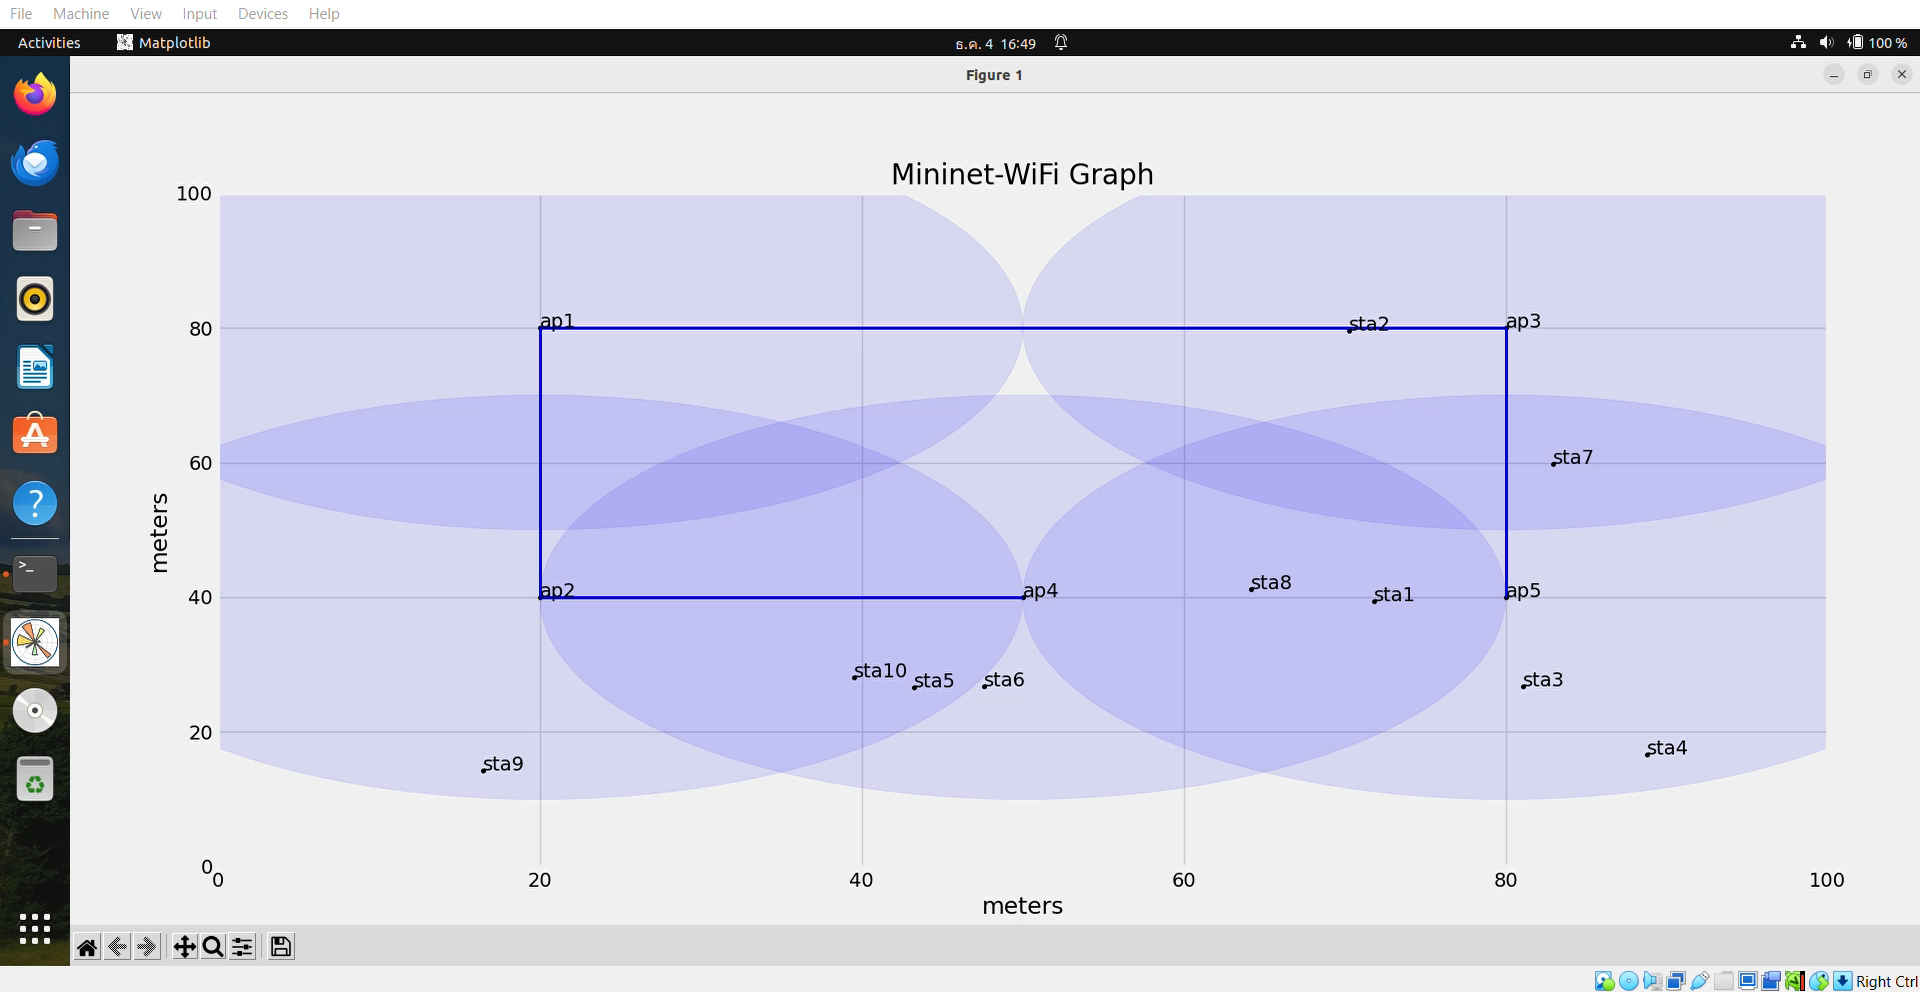 File Machine View Input Devices Help
Activities Matplotlib ธ.ค. 4 16:49 100 %
Figure 1
Mininet-WiFi Graph
100
80
60
40
20
0
meters
ap1
sta2
ap3
sta7
ap2
ap4
sta8
sta1
ap5
sta10
sta5
sta6
sta3
sta9
sta4
0 20 40 60 80 100
meters
Right Ctrl